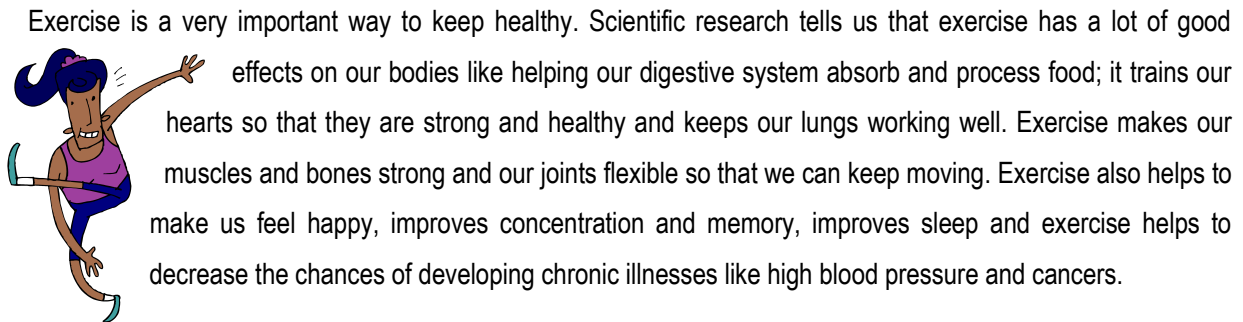 Exercise is a very important way to keep healthy. Scientific research tells us that exercise has a lot of good
effects on our bodies like helping our digestive system absorb and process food; it trains our
hearts so that they are strong and healthy and keeps our lungs working well. Exercise makes our
muscles and bones strong and our joints flexible so that we can keep moving. Exercise also helps to
make us feel happy, improves concentration and memory, improves sleep and exercise helps to
decrease the chances of developing chronic illnesses like high blood pressure and cancers.